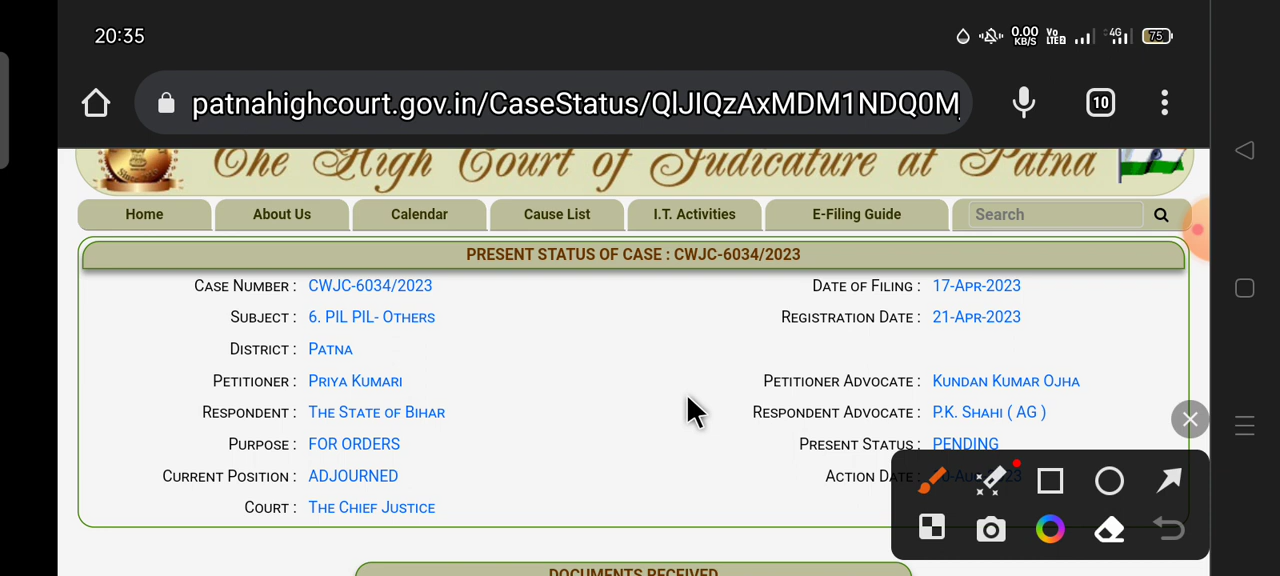 20:35
0.00
KB/S
Vo
LTE2
4G
75
patnahighcourt.gov.in/CaseStatus/QlJIQzAxMDM1NDQ0M
10
The High Court of Judicature at Patna
Home About Us Calendar Cause List I.T. Activities E-Filing Guide Search
PRESENT STATUS OF CASE : CWJC-6034/2023
CASE NUMBER : CWJC-6034/2023 DATE OF FILING : 17-APR-2023
SUBJECT : 6. PIL PIL- OTHERS REGISTRATION DATE : 21-APR-2023
DISTRICT : PATNA
PETITIONER : PRIYA KUMARI PETITIONER ADVOCATE : KUNDAN KUMAR OJHA
RESPONDENT : THE STATE OF BIHAR RESPONDENT ADVOCATE : P.K. SHAHI ( AG )
PURPOSE : FOR ORDERS PRESENT STATUS : PENDING
CURRENT POSITION : ADJOURNED ACTION DATE
COURT : THE CHIEF JUSTICE
DOCUMENTS RECEIVED